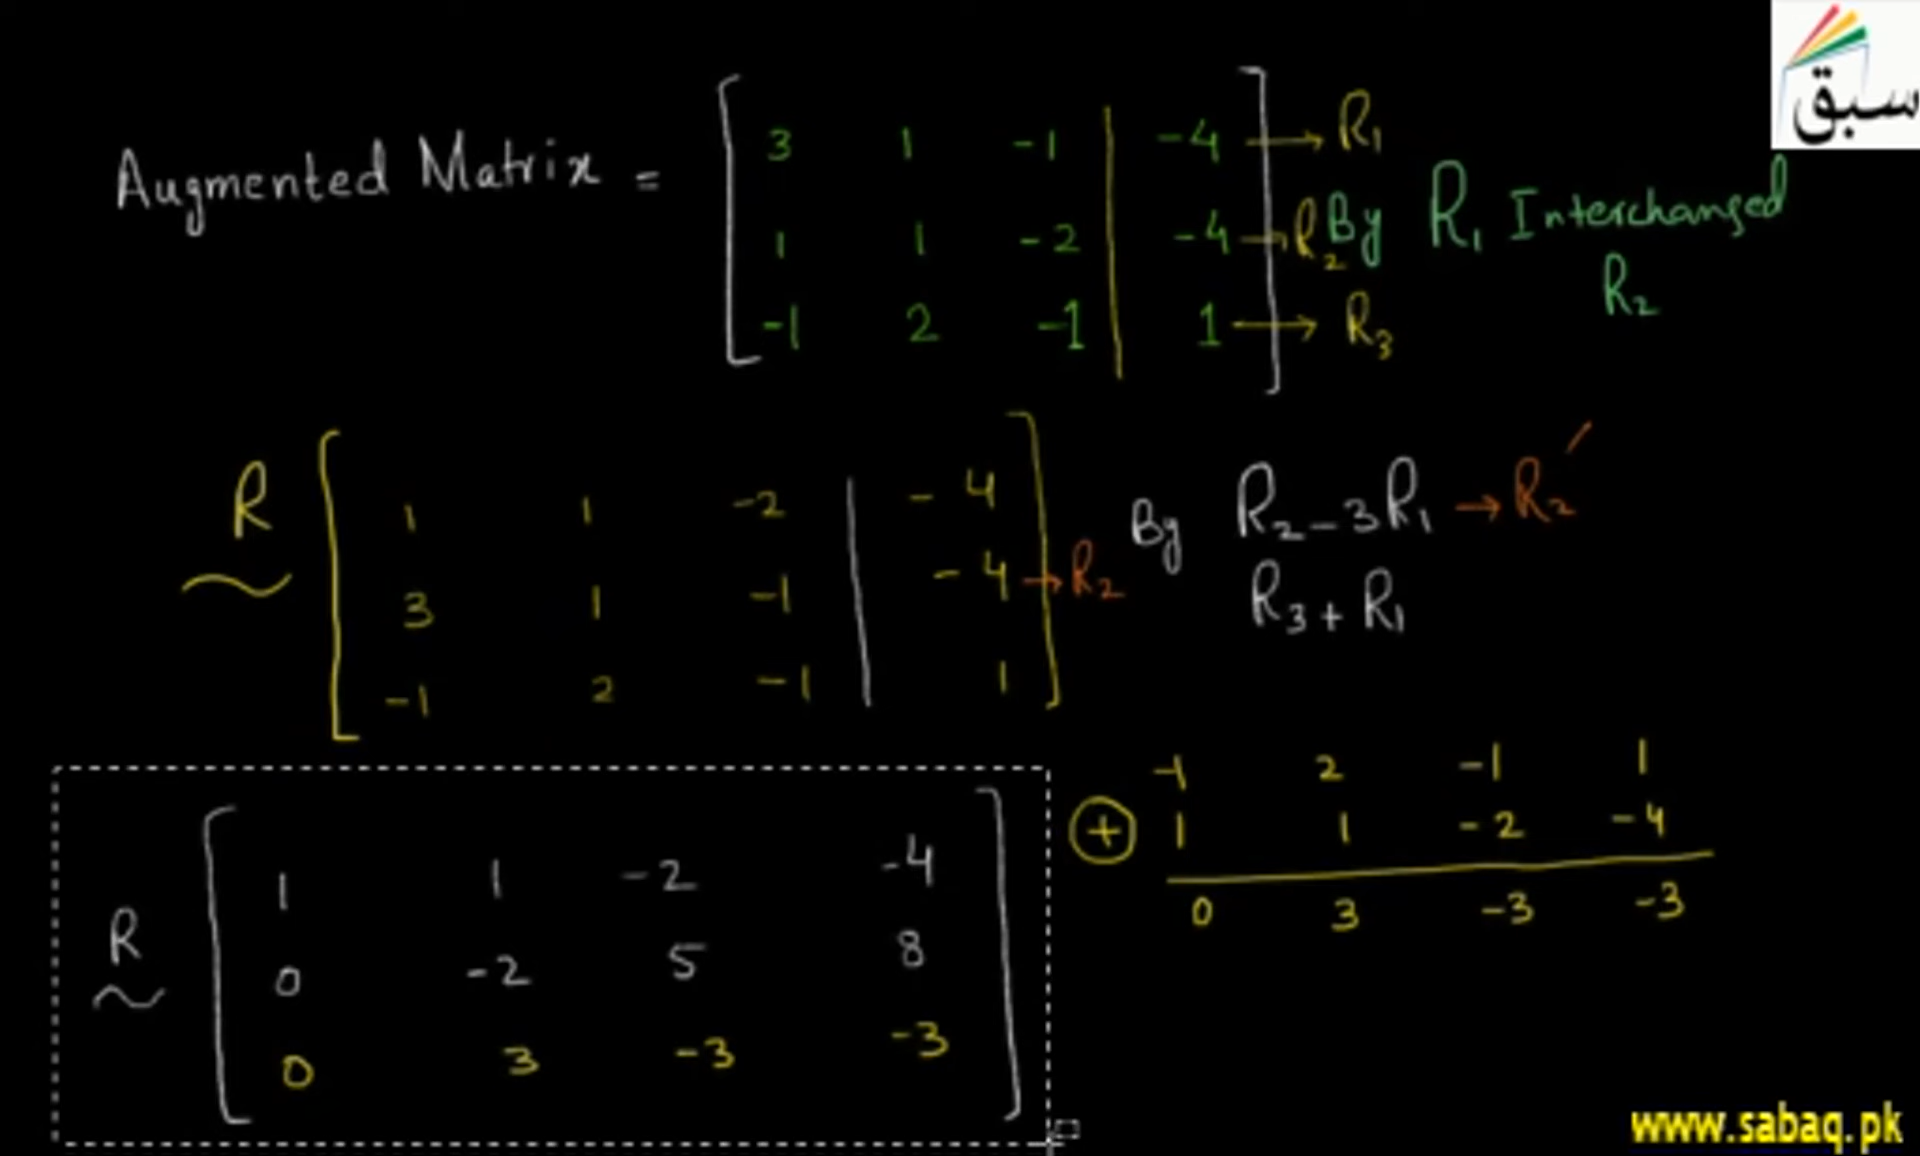 سبق
3 1 -1 | -4 → R₁
Augmented Matrix =
1 1 -2 | -4 → R₂ By R₁ Interchanged
R₂
-1 2 -1 | 1 → R₃
R 1 1 -2 | -4 By R₂-3R₁ → R₂′
~ 3 1 -1 | -4 → R₂
R₃+R₁
-1 2 -1 | 1
-1 2 -1 1
+ 1 1 -2 -4
0 3 -3 -3
R 1 1 -2 -4
~ 0 -2 5 8
0 3 -3 -3
www.sabaq.pk